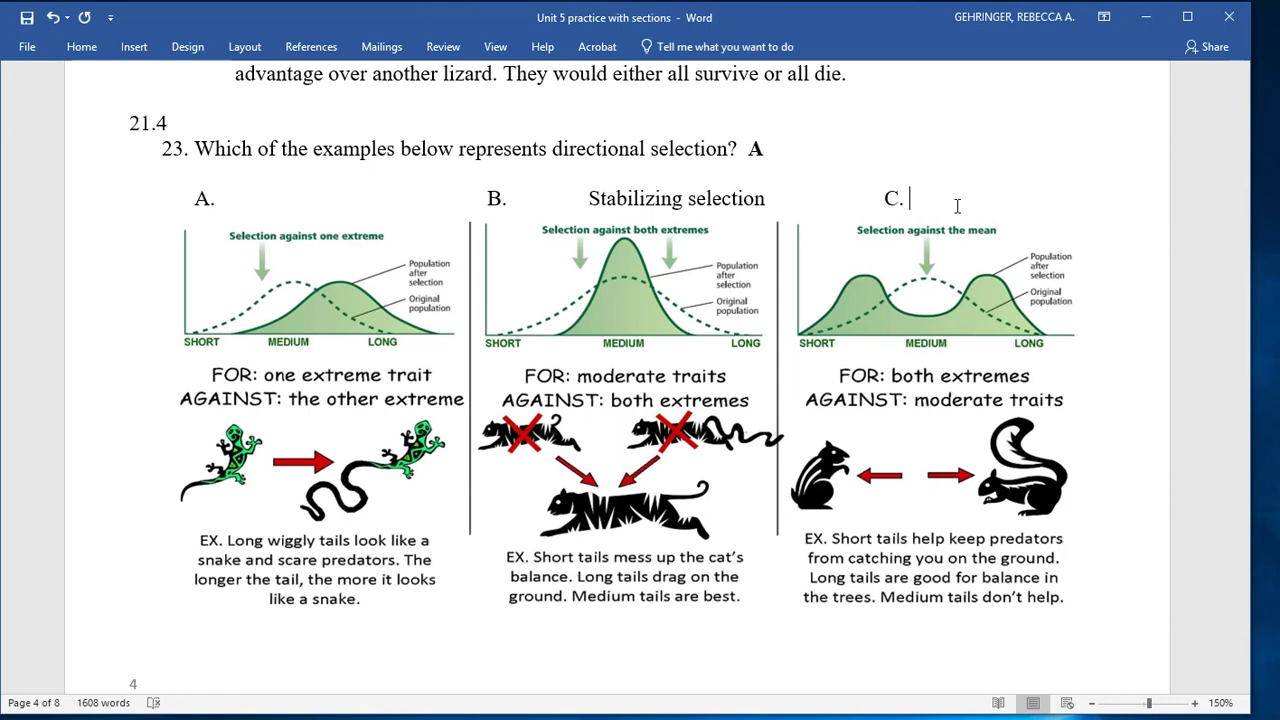 Unit 5 practice with sections - Word
GEHRINGER, REBECCA A.
File Home Insert Design Layout References Mailings Review View Help Acrobat Tell me what you want to do Share
advantage over another lizard. They would either all survive or all die.
21.4
23. Which of the examples below represents directional selection? A
A. B. Stabilizing selection C.
Selection against one extreme
Population
after
selection
Original
population
SHORT MEDIUM LONG
FOR: one extreme trait
AGAINST: the other extreme
EX. Long wiggly tails look like a
snake and scare predators. The
longer the tail, the more it looks
like a snake.
Selection against both extremes
Population
after
selection
Original
population
SHORT MEDIUM LONG
FOR: moderate traits
AGAINST: both extremes
EX. Short tails mess up the cat's
balance. Long tails drag on the
ground. Medium tails are best.
Selection against the mean
Population
after
selection
Original
population
SHORT MEDIUM LONG
FOR: both extremes
AGAINST: moderate traits
EX. Short tails help keep predators
from catching you on the ground.
Long tails are good for balance in
the trees. Medium tails don't help.
4
Page 4 of 8 1608 words 150%